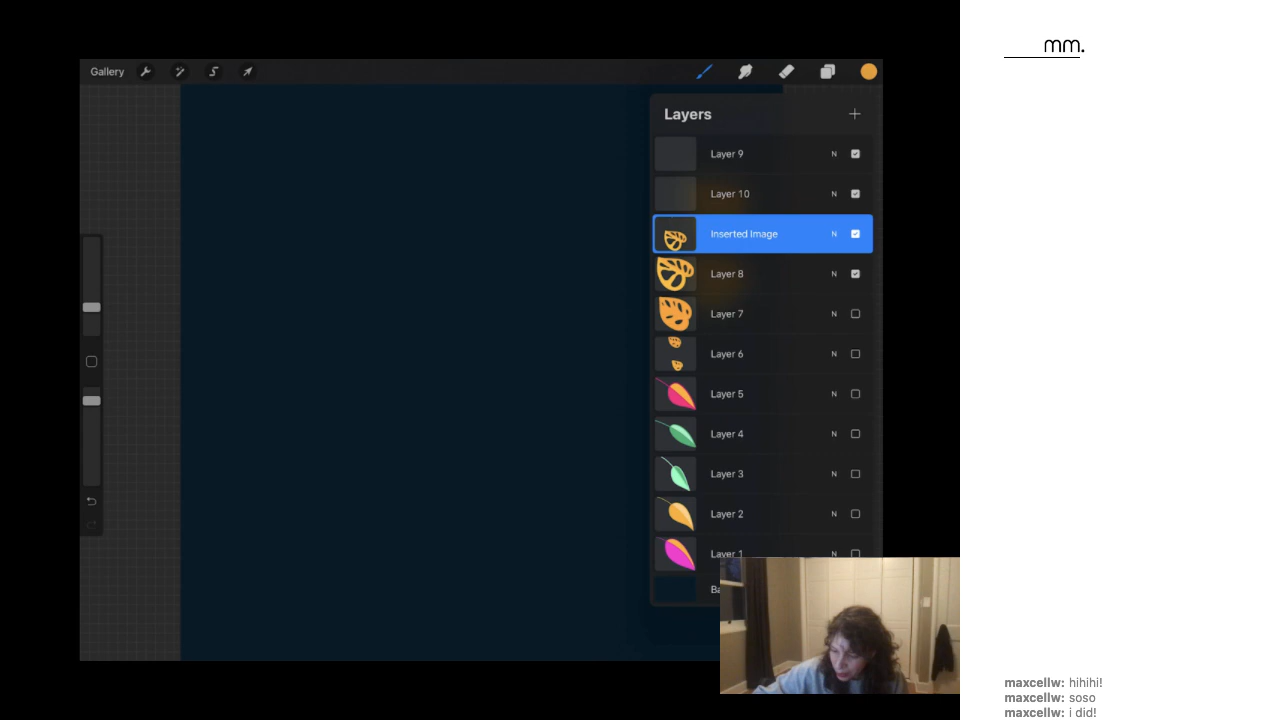 mm.
Gallery
Layers
Layer 9 N
Layer 10 N
Inserted Image N
Layer 8 N
Layer 7 N
Layer 6 N
Layer 5 N
Layer 4 N
Layer 3 N
Layer 2 N
Layer 1 N
Ba
maxcellw: hihihi!
maxcellw: soso
maxcellw: i did!